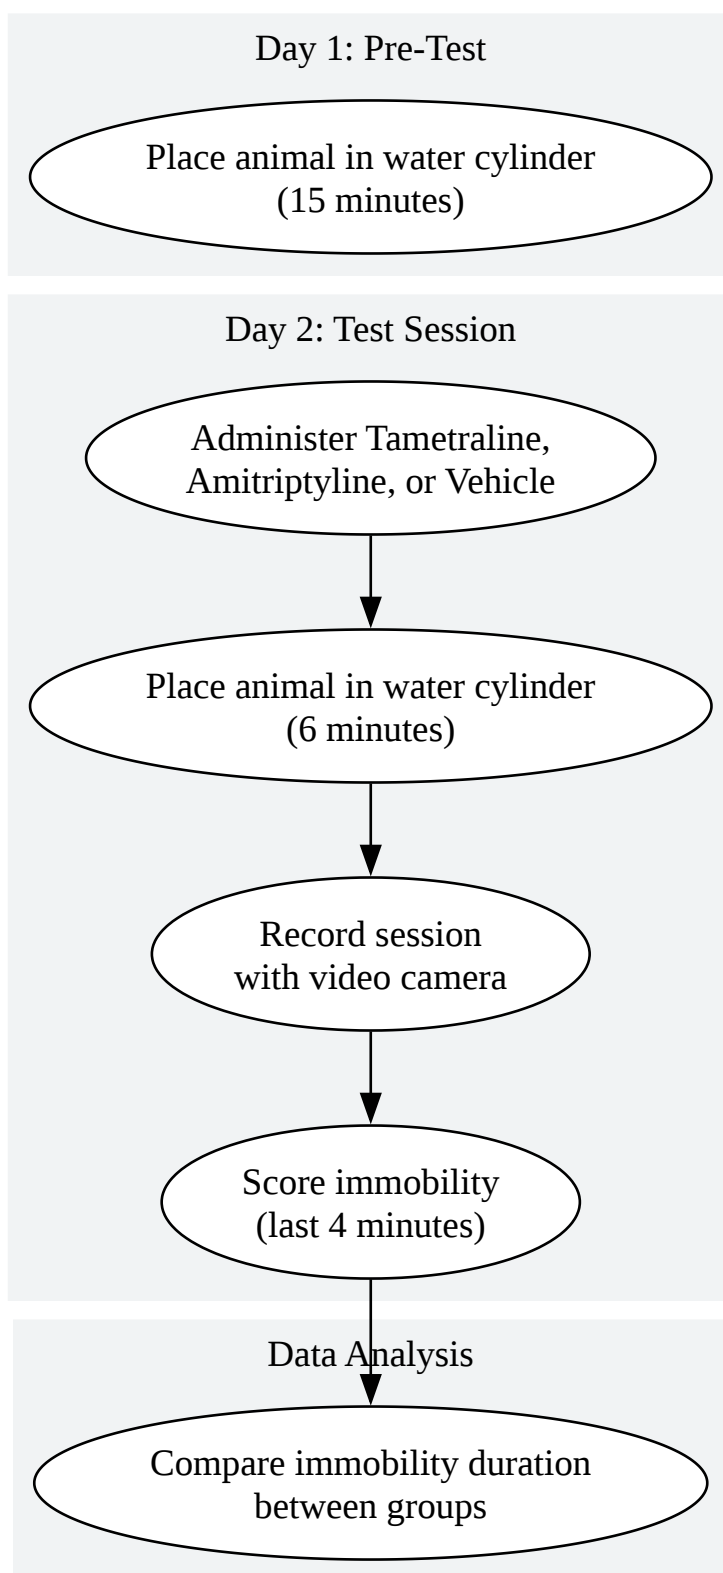 Day 1: Pre-Test
Place animal in water cylinder
(15 minutes)
Day 2: Test Session
Administer Tametraline,
Amitriptyline, or Vehicle
Place animal in water cylinder
(6 minutes)
Record session
with video camera
Score immobility
(last 4 minutes)
Data Analysis
Compare immobility duration
between groups